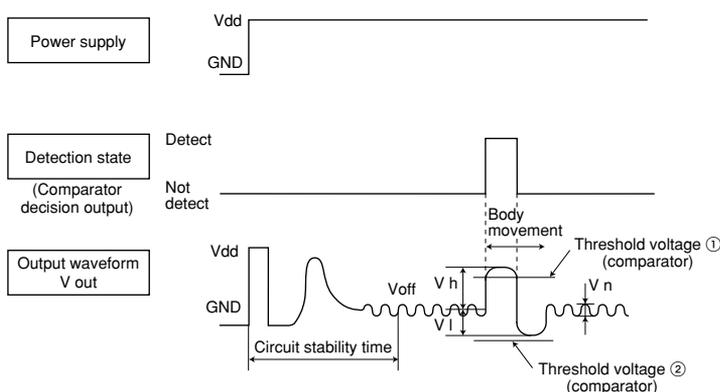 Vdd
Power supply
GND
Detect
Detection state
(Comparator
decision output)
Not
detect
Body
movement
Threshold voltage ①
(comparator)
Vdd
Output waveform
V out
Voff
V h
V n
GND
V l
Circuit stability time
Threshold voltage ②
(comparator)